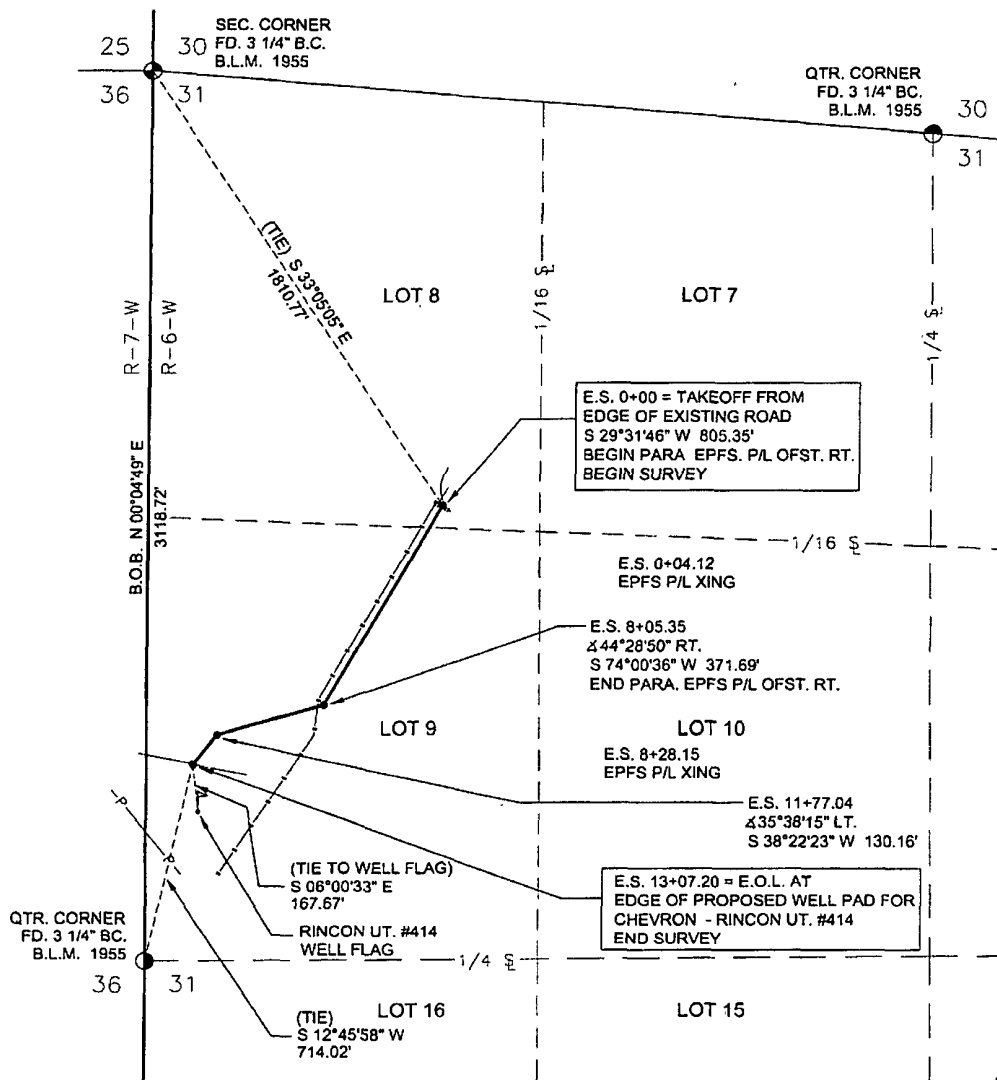 SEC. CORNER
FD. 3 1/4" B.C.
B.L.M. 1955
25
30
36
31
QTR. CORNER
FD. 3 1/4" BC.
B.L.M. 1955
30
31
(TIE) S 33°05'05" E
1810.77'
LOT 8
LOT 7
1/16 ℄
1/4 ℄
R-7-W
R-6-W
E.S. 0+00 = TAKEOFF FROM
EDGE OF EXISTING ROAD
S 29°31'46" W 805.35'
BEGIN PARA EPFS. P/L OFST. RT.
BEGIN SURVEY
B.O.B. N 00°04'49" E
3118.72'
1/16 ℄
E.S. 0+04.12
EPFS P/L XING
E.S. 8+05.35
∡44°28'50" RT.
S 74°00'36" W 371.69'
END PARA. EPFS P/L OFST. RT.
LOT 9
LOT 10
E.S. 8+28.15
EPFS P/L XING
E.S. 11+77.04
∡35°38'15" LT.
S 38°22'23" W 130.16'
P
P
(TIE TO WELL FLAG)
S 06°00'33" E
167.67'
E.S. 13+07.20 = E.O.L. AT
EDGE OF PROPOSED WELL PAD FOR
CHEVRON - RINCON UT. #414
END SURVEY
RINCON UT. #414
WELL FLAG
QTR. CORNER
FD. 3 1/4" BC.
B.L.M. 1955
36
31
1/4 ℄
(TIE)
S 12°45'58" W
714.02'
LOT 16
LOT 15